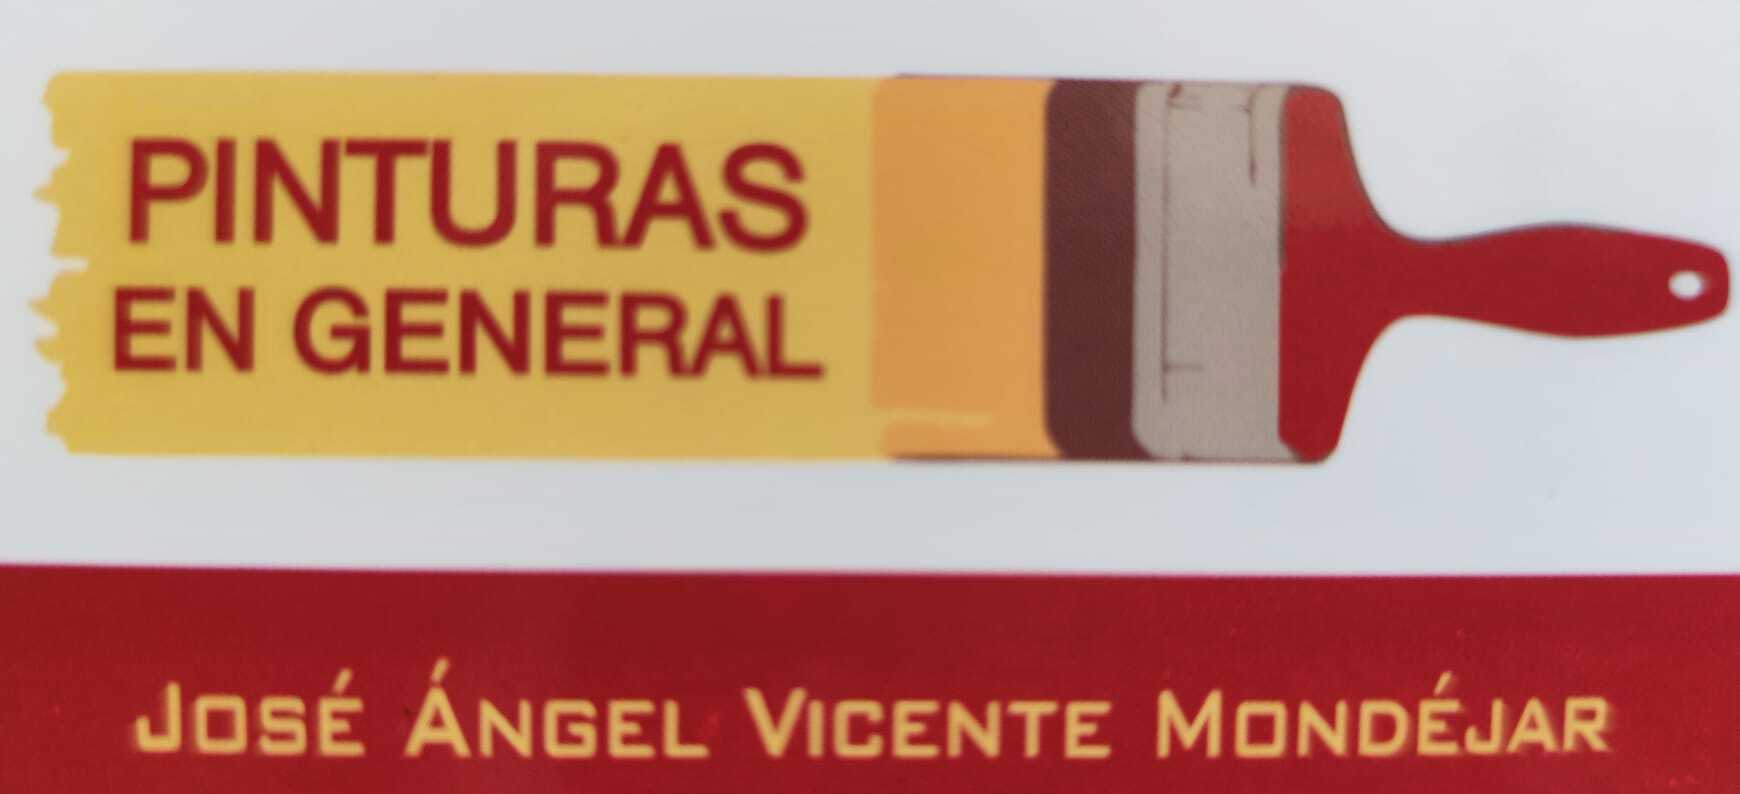 PINTURAS
EN GENERAL
JOSÉ ÁNGEL VICENTE MONDÉJAR